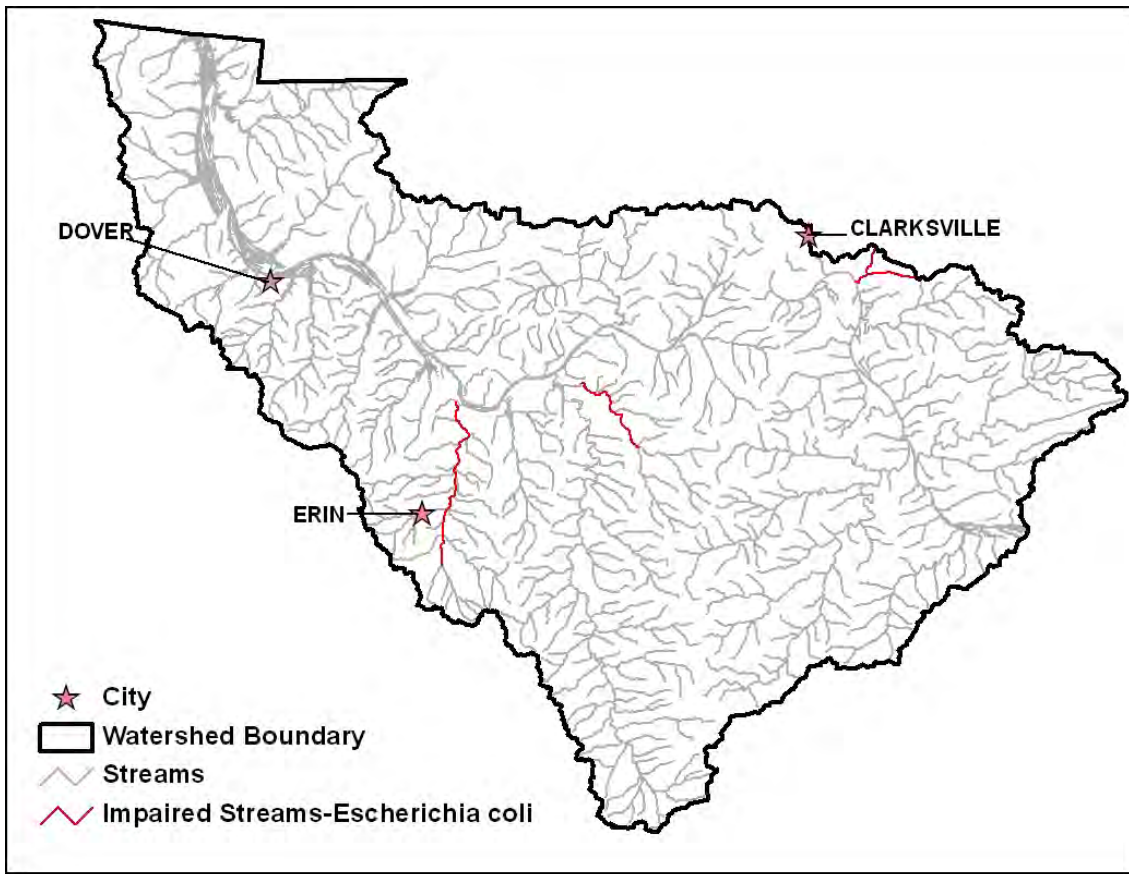 DOVER
CLARKSVILLE
ERIN
City
Watershed Boundary
Streams
Impaired Streams-Escherichia coli